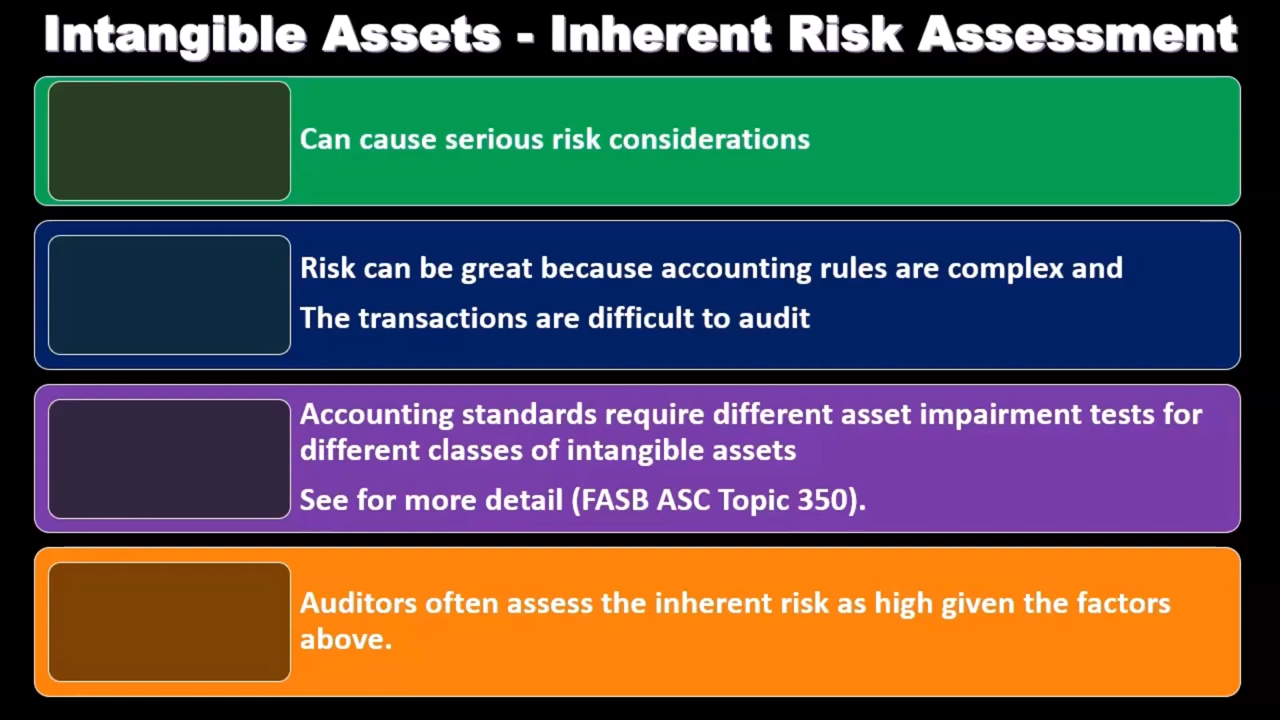 Intangible Assets - Inherent Risk Assessment
Can cause serious risk considerations
Risk can be great because accounting rules are complex and
The transactions are difficult to audit
Accounting standards require different asset impairment tests for
different classes of intangible assets
See for more detail (FASB ASC Topic 350).
Auditors often assess the inherent risk as high given the factors
above.